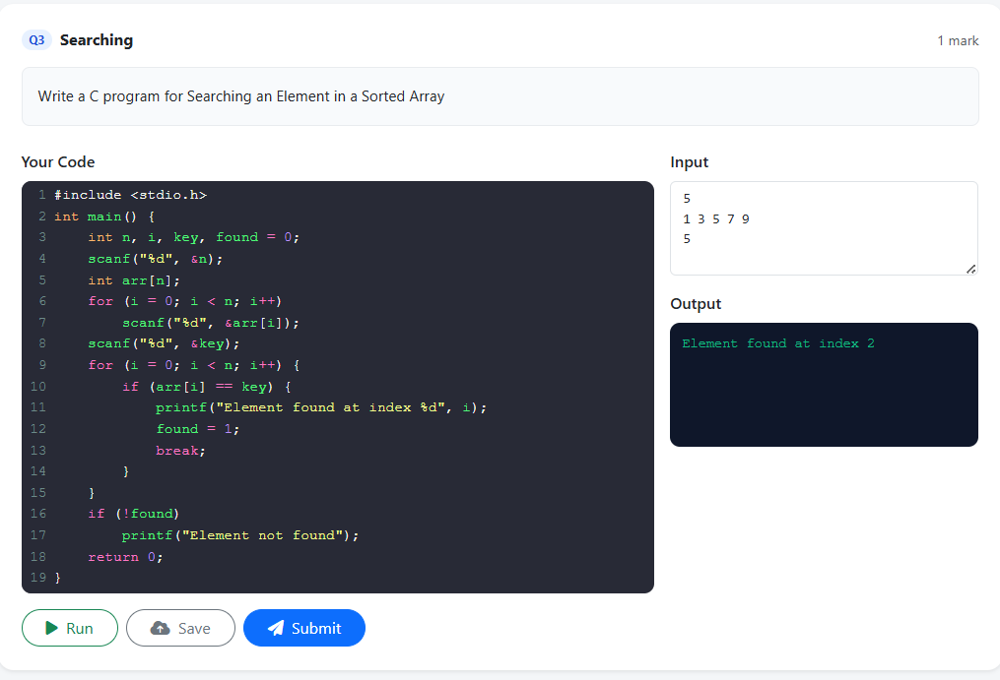 Q3 Searching 1 mark
Write a C program for Searching an Element in a Sorted Array
Your Code
1 #include <stdio.h>
2 int main() {
3     int n, i, key, found = 0;
4     scanf("%d", &n);
5     int arr[n];
6     for (i = 0; i < n; i++)
7         scanf("%d", &arr[i]);
8     scanf("%d", &key);
9     for (i = 0; i < n; i++) {
10         if (arr[i] == key) {
11             printf("Element found at index %d", i);
12             found = 1;
13             break;
14         }
15     }
16     if (!found)
17         printf("Element not found");
18     return 0;
19 }
Input
5
1 3 5 7 9
5
Output
Element found at index 2
Run Save Submit